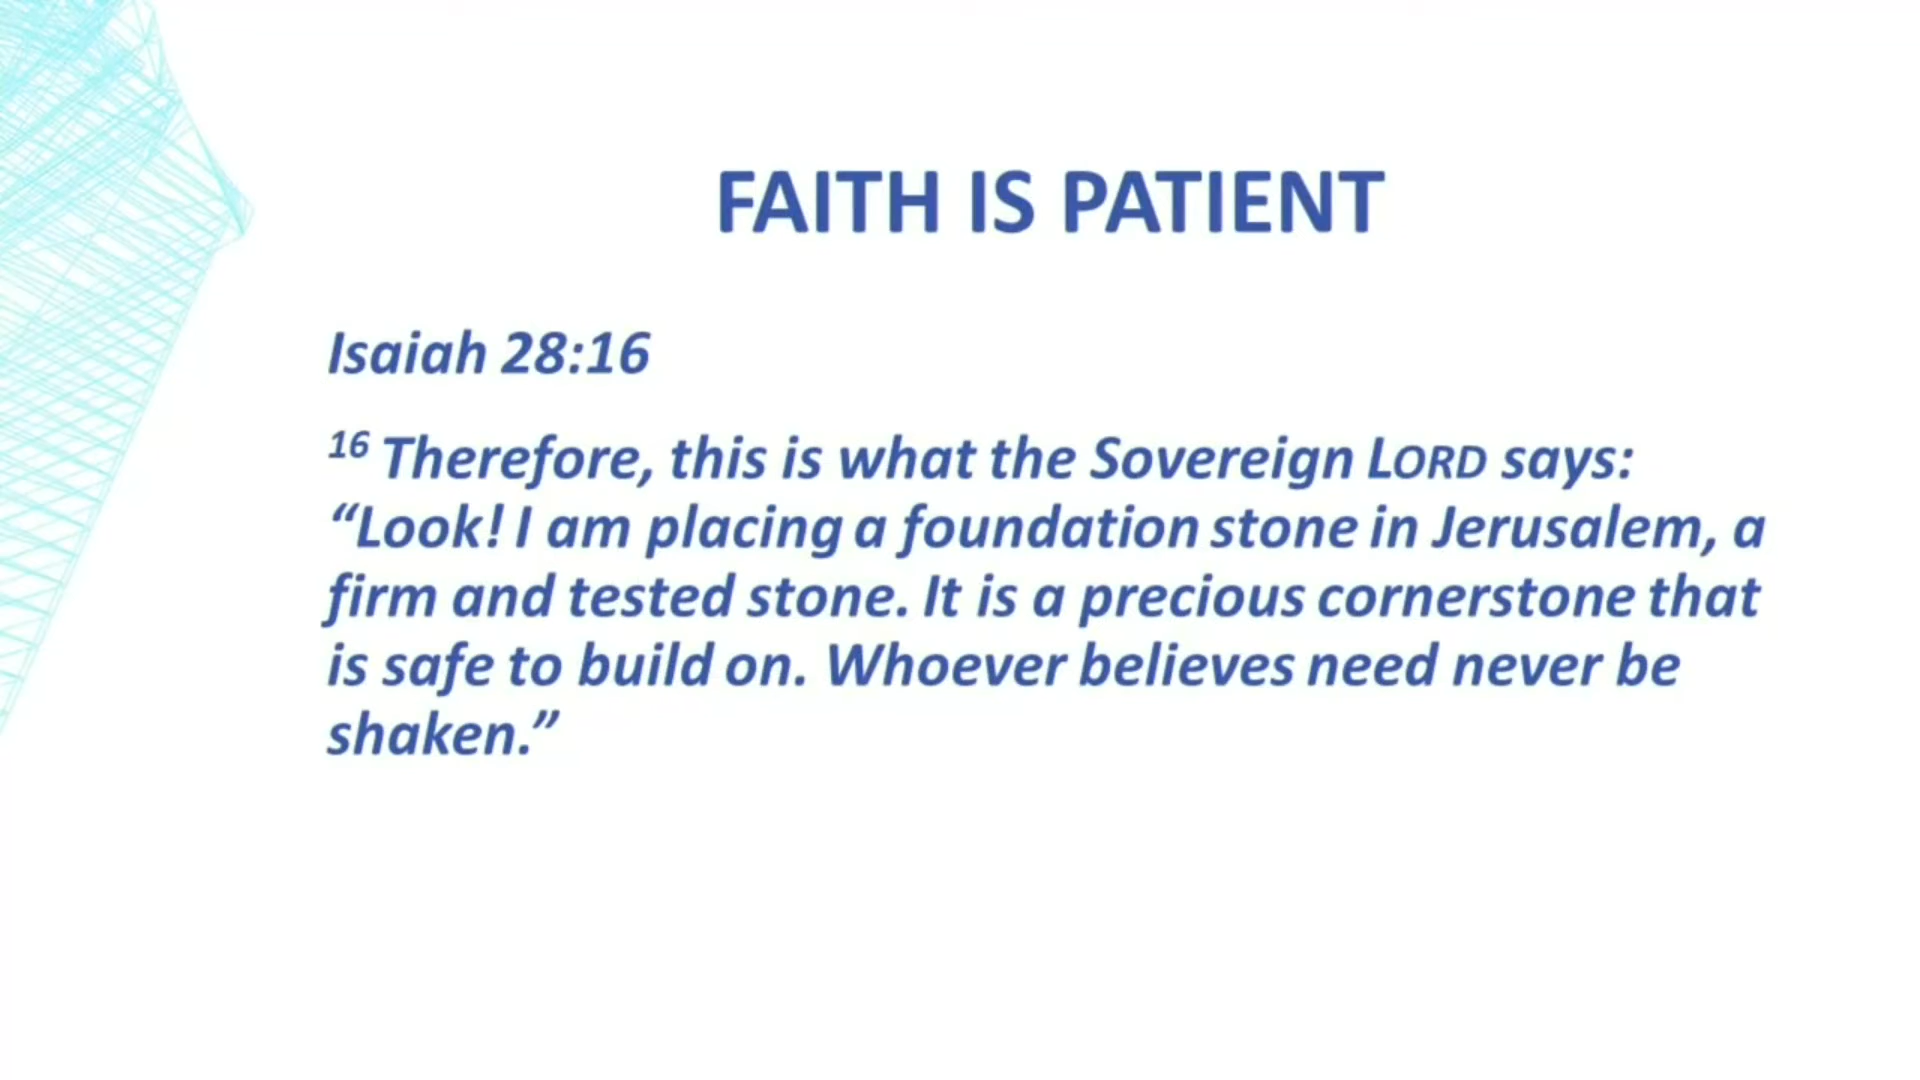 FAITH IS PATIENT
Isaiah 28:16
16 Therefore, this is what the Sovereign LORD says:
“Look! I am placing a foundation stone in Jerusalem, a
firm and tested stone. It is a precious cornerstone that
is safe to build on. Whoever believes need never be
shaken.”